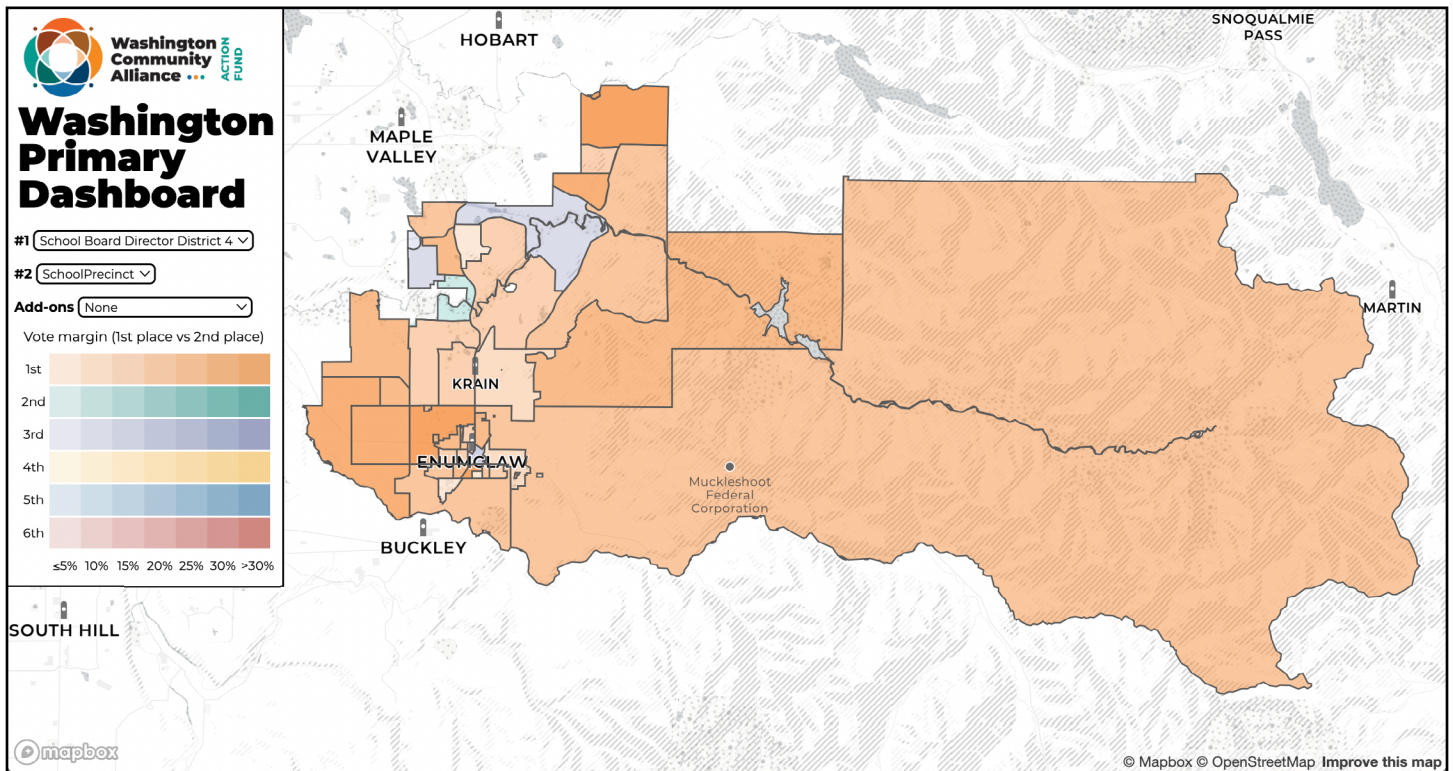 Washington
Community
Alliance
ACTION
FUND
Washington
Primary
Dashboard
#1 School Board Director District 4
#2 SchoolPrecinct
Add-ons None
Vote margin (1st place vs 2nd place)
1st
2nd
3rd
4th
5th
6th
≤5% 10% 15% 20% 25% 30% >30%
HOBART
SNOQUALMIE
PASS
MAPLE
VALLEY
MARTIN
KRAIN
ENUMCLAW
Muckleshoot
Federal
Corporation
BUCKLEY
SOUTH HILL
mapbox
© Mapbox © OpenStreetMap Improve this map